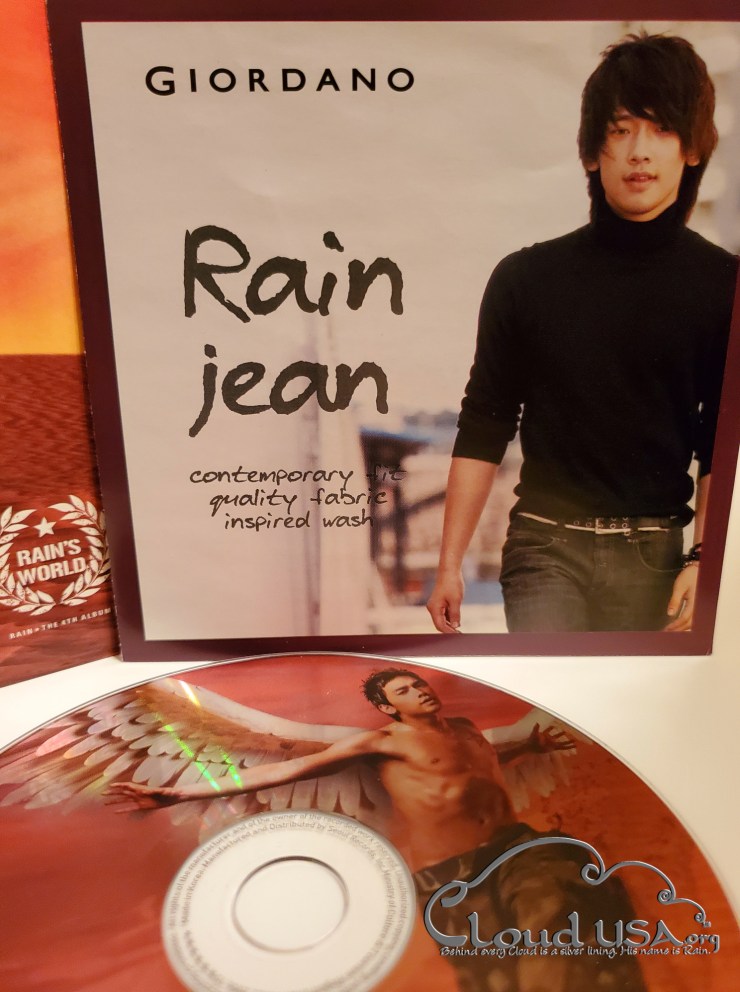 GIORDANO
Rain
jean
contemporary fit
quality fabric
inspired wash
RAIN'S
WORLD
RAIN • THE 4TH ALBUM
Cloud USA.org
Behind every Cloud is a silver lining. His name is Rain.